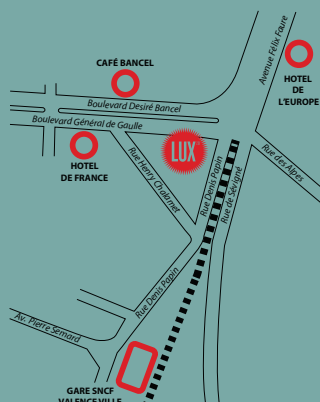 Avenue Félix Faure
CAFÉ BANCEL
HOTEL
DE
L'EUROPE
Boulevard Desiré Bancel
Boulevard Général de Gaulle
LUX
HOTEL
DE FRANCE
Rue Henry Chalamet
Rue Denis Papin
Rue de Sévigné
Rue des Alpes
Rue Denis Papin
Av. Pierre Semard
GARE SNCF
VALENCE VILLE